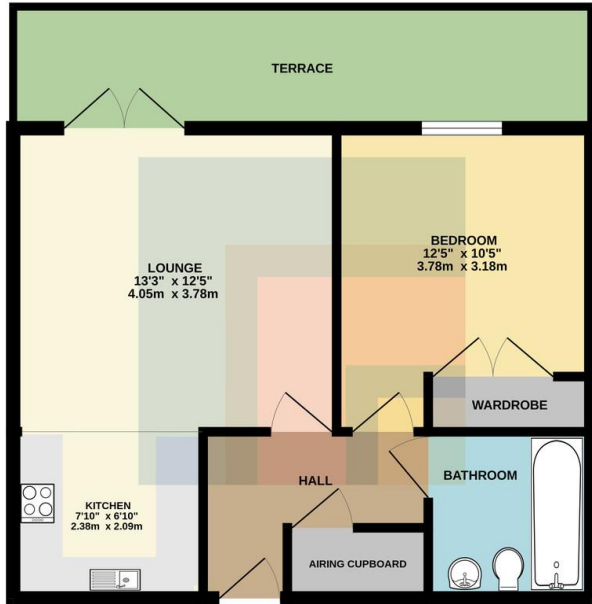 TERRACE
LOUNGE
13'3" x 12'5"
4.05m x 3.78m
BEDROOM
12'5" x 10'5"
3.78m x 3.18m
WARDROBE
KITCHEN
7'10" x 6'10"
2.38m x 2.09m
HALL
BATHROOM
AIRING CUPBOARD